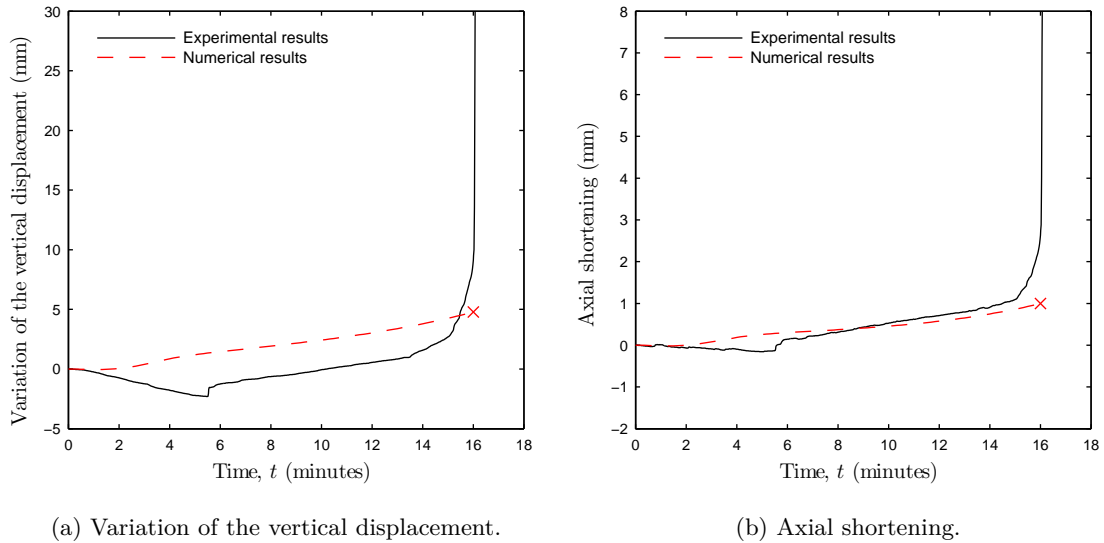 30
25
20
15
10
5
0
−5
0 2 4 6 8 10 12 14 16 18
Variation of the vertical displacement (mm)
Time, t (minutes)
Experimental results
Numerical results
(a) Variation of the vertical displacement.
8
7
6
5
4
3
2
1
0
−1
−2
0 2 4 6 8 10 12 14 16 18
Axial shortening (mm)
Time, t (minutes)
Experimental results
Numerical results
(b) Axial shortening.